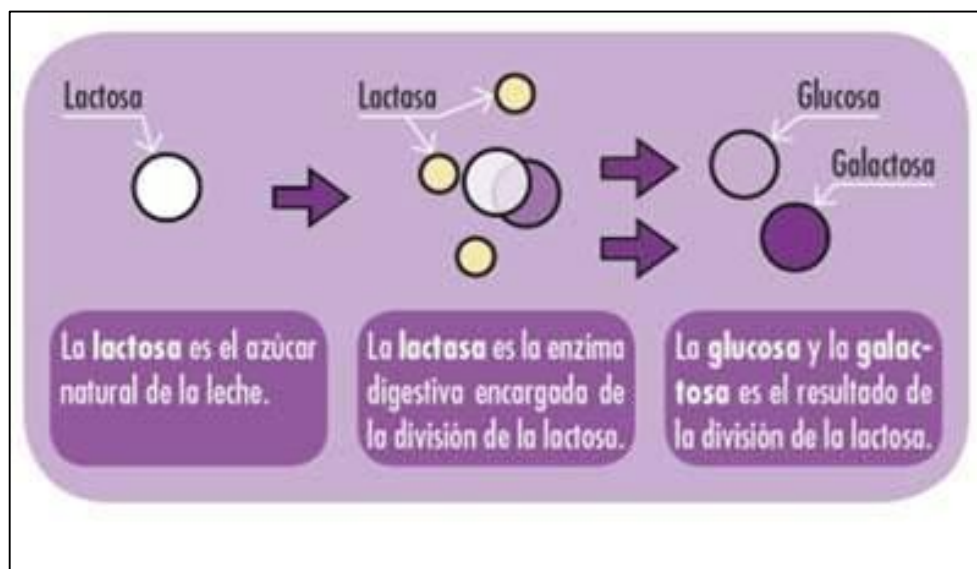 Lactosa
Lactasa
Glucosa
Galactosa
La lactosa es el azúcar
natural de la leche.
La lactasa es la enzima
digestiva encargada de
la división de la lactosa.
La glucosa y la galac-
tosa es el resultado de
la división de la lactosa.